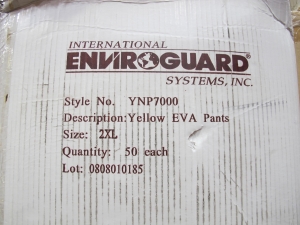 INTERNATIONAL
ENVIROGUARD
SYSTEMS, INC.
Style No. YNP7000
Description:Yellow EVA Pants
Size: 2XL
Quantity: 50 each
Lot: 0808010185